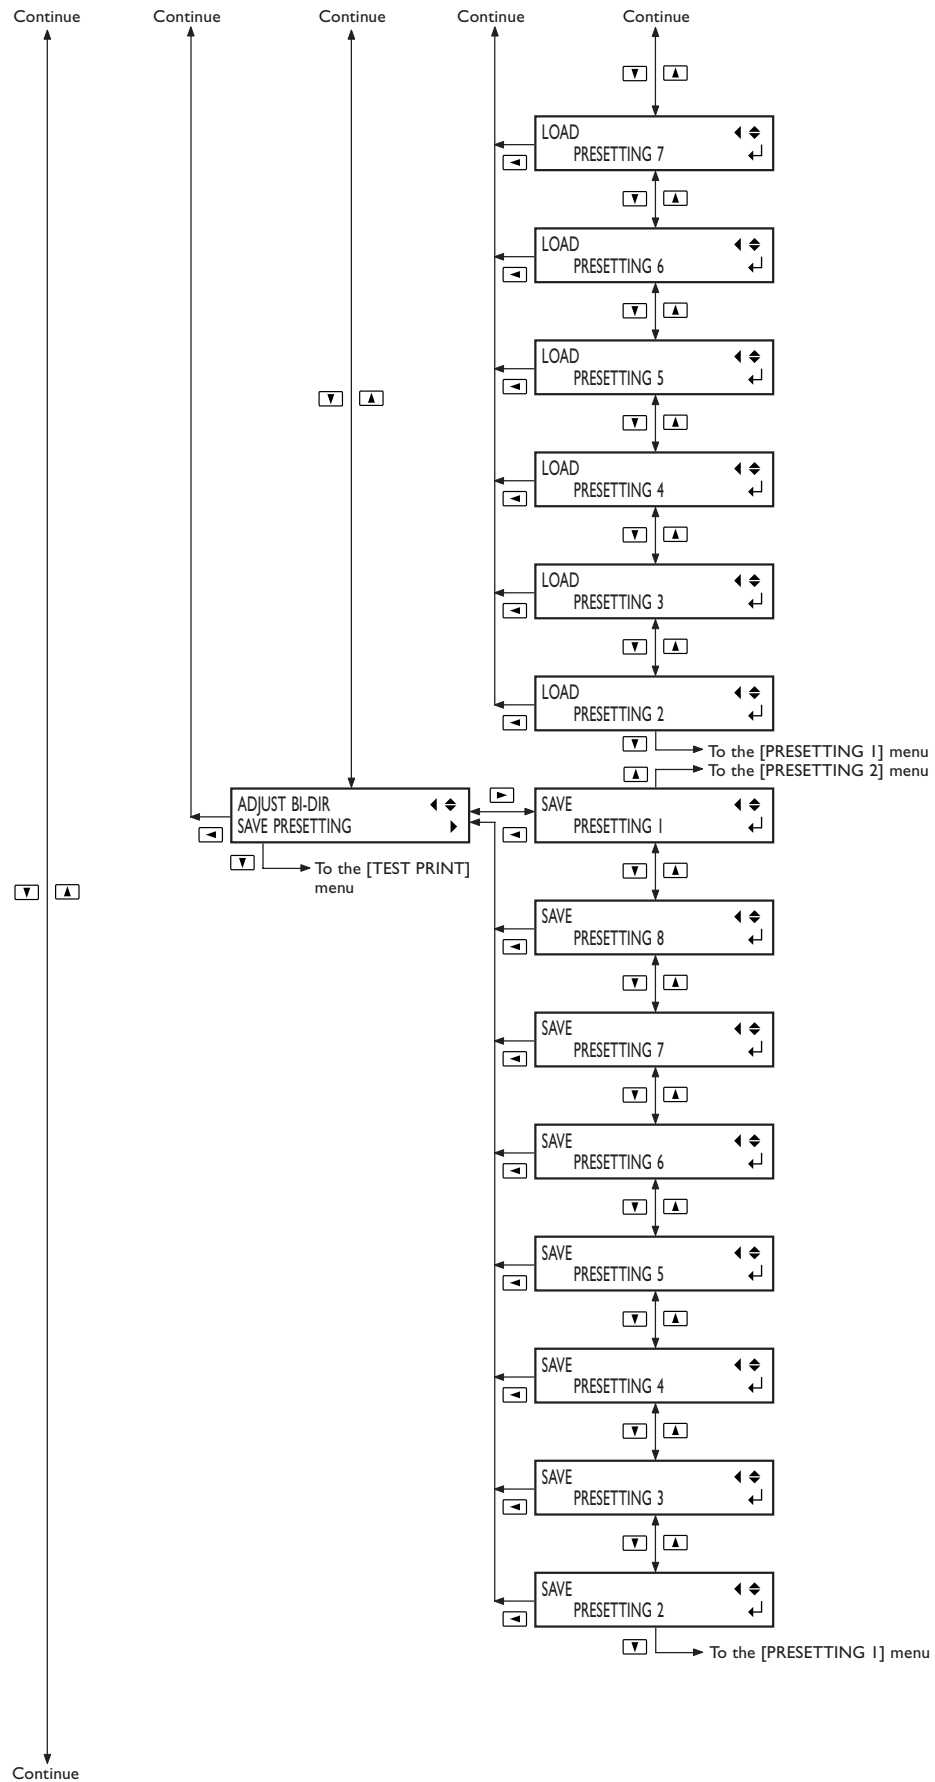 Continue
Continue
Continue
Continue
Continue
LOAD
PRESETTING 7
LOAD
PRESETTING 6
LOAD
PRESETTING 5
LOAD
PRESETTING 4
LOAD
PRESETTING 3
LOAD
PRESETTING 2
To the [PRESETTING 1] menu
To the [PRESETTING 2] menu
ADJUST BI-DIR
SAVE PRESETTING
To the [TEST PRINT]
menu
SAVE
PRESETTING 1
SAVE
PRESETTING 8
SAVE
PRESETTING 7
SAVE
PRESETTING 6
SAVE
PRESETTING 5
SAVE
PRESETTING 4
SAVE
PRESETTING 3
SAVE
PRESETTING 2
To the [PRESETTING 1] menu
Continue